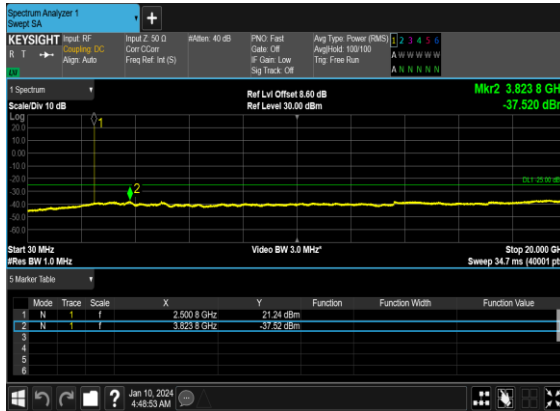 Spectrum Analyzer 1
Swept SA
+
KEYSIGHT
R T
Input: RF
Coupling: DC
Align: Auto
Input Z: 50 Ω
Corr CCorr
Freq Ref: Int (S)
#Atten: 40 dB
PNO: Fast
Gate: Off
IF Gain: Low
Sig Track: Off
Avg Type: Power (RMS)
Avg|Hold: 100/100
Trig: Free Run
1 2 3 4 5 6
A W W W W W
A N N N N N
1 Spectrum
Scale/Div 10 dB
Ref Lvl Offset 8.60 dB
Ref Level 30.00 dBm
Mkr2 3.823 8 GHz
-37.520 dBm
Log
20.0
10.0
0.00
-10.0
-20.0
-30.0
-40.0
-50.0
-60.0
1
2
DL1 -25.00 dB
Start 30 MHz
#Res BW 1.0 MHz
Video BW 3.0 MHz*
Stop 20.000 GH
Sweep 34.7 ms (40001 pt
5 Marker Table
Mode Trace Scale X Y Function Function Width Function Value
1 N 1 f 2.500 8 GHz 21.24 dBm
2 N 1 f 3.823 8 GHz -37.52 dBm
3
4
5
6
?
Jan 10, 2024
4:48:53 AM